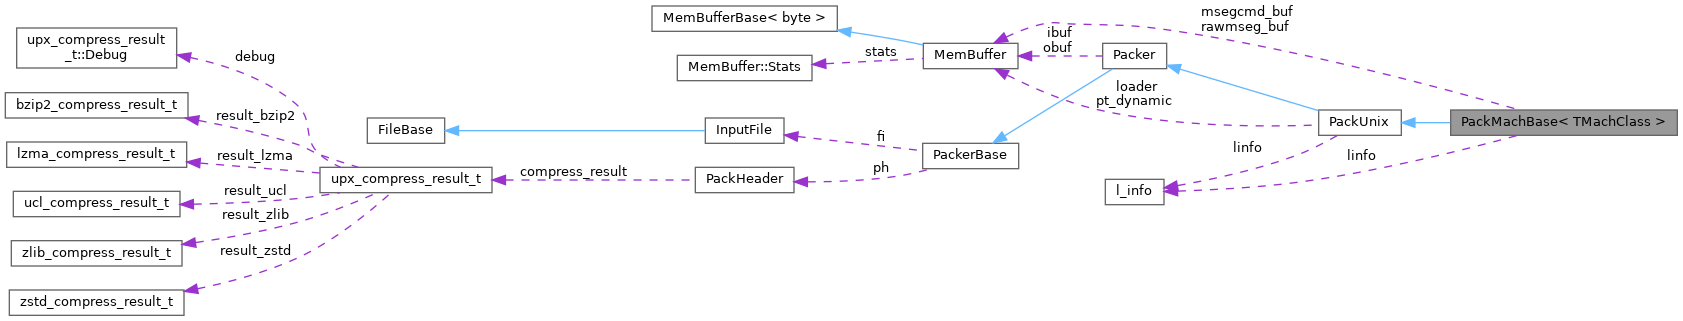 upx_compress_result
_t::Debug
bzip2_compress_result_t
lzma_compress_result_t
ucl_compress_result_t
zlib_compress_result_t
zstd_compress_result_t
debug
result_bzip2
result_lzma
result_ucl
result_zlib
result_zstd
FileBase
upx_compress_result_t
compress_result
MemBufferBase< byte >
MemBuffer::Stats
InputFile
PackHeader
stats
fi
ph
MemBuffer
PackerBase
ibuf
obuf
Packer
loader
pt_dynamic
l_info
msegcmd_buf
rawmseg_buf
linfo
PackUnix
linfo
PackMachBase< TMachClass >